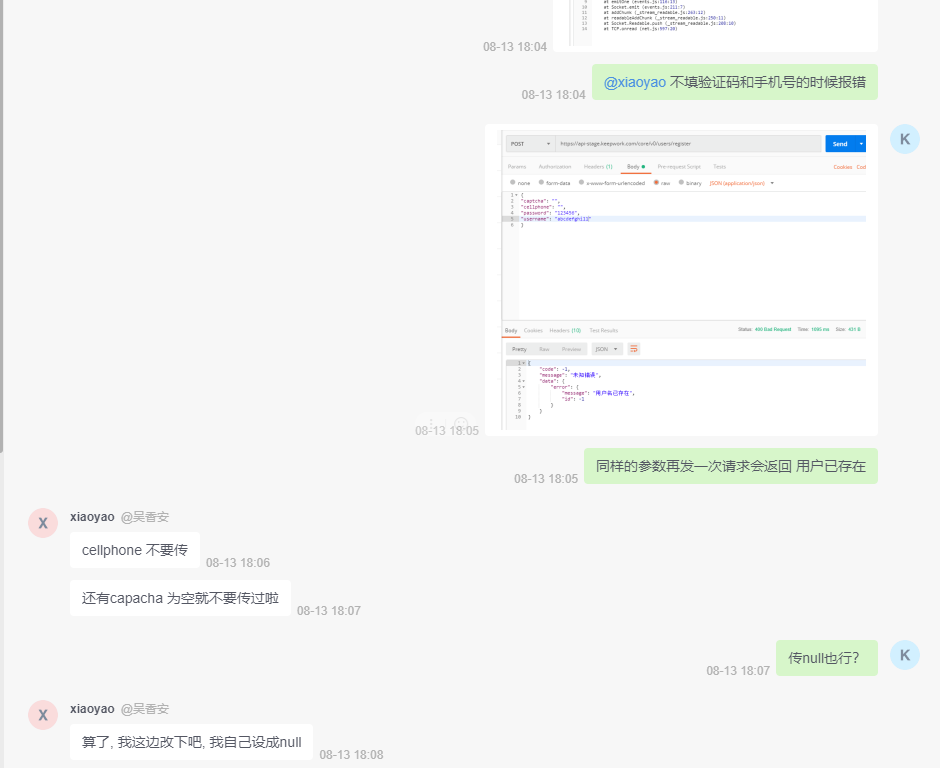 at emitOne (events.js:116:13)
at Socket.emit (events.js:211:7)
at addChunk (_stream_readable.js:263:12)
at readableAddChunk (_stream_readable.js:250:11)
at Socket.Readable.push (_stream_readable.js:208:10)
at TCP.onread (net.js:597:20)
08-13 18:04
@xiaoyao 不填验证码和手机号的时候报错
08-13 18:04
K
POST https://api-stage.keepwork.com/core/v0/users/register Send
Params Authorization Headers (1) Body Pre-request Script Tests Cookies Cod
none form-data x-www-form-urlencoded raw binary JSON (application/json)
1 {
2 "captcha": "",
3 "cellphone": "",
4 "password": "123456",
5 "username": "abcdefghi11"
6 }
Body Cookies Headers (10) Test Results Status: 400 Bad Request Time: 1095 ms Size: 431 B
Pretty Raw Preview JSON
1 {
2 "code": -1,
3 "message": "未知错误",
4 "data": {
5 "error": {
6 "message": "用户名已存在",
7 "id": -1
8 }
9 }
10 }
08-13 18:05
同样的参数再发一次请求会返回 用户已存在
08-13 18:05
X xiaoyao @吴香安
cellphone 不要传
08-13 18:06
还有capacha 为空就不要传过啦
08-13 18:07
传null也行?
K
08-13 18:07
X xiaoyao @吴香安
算了, 我这边改下吧, 我自己设成null
08-13 18:08